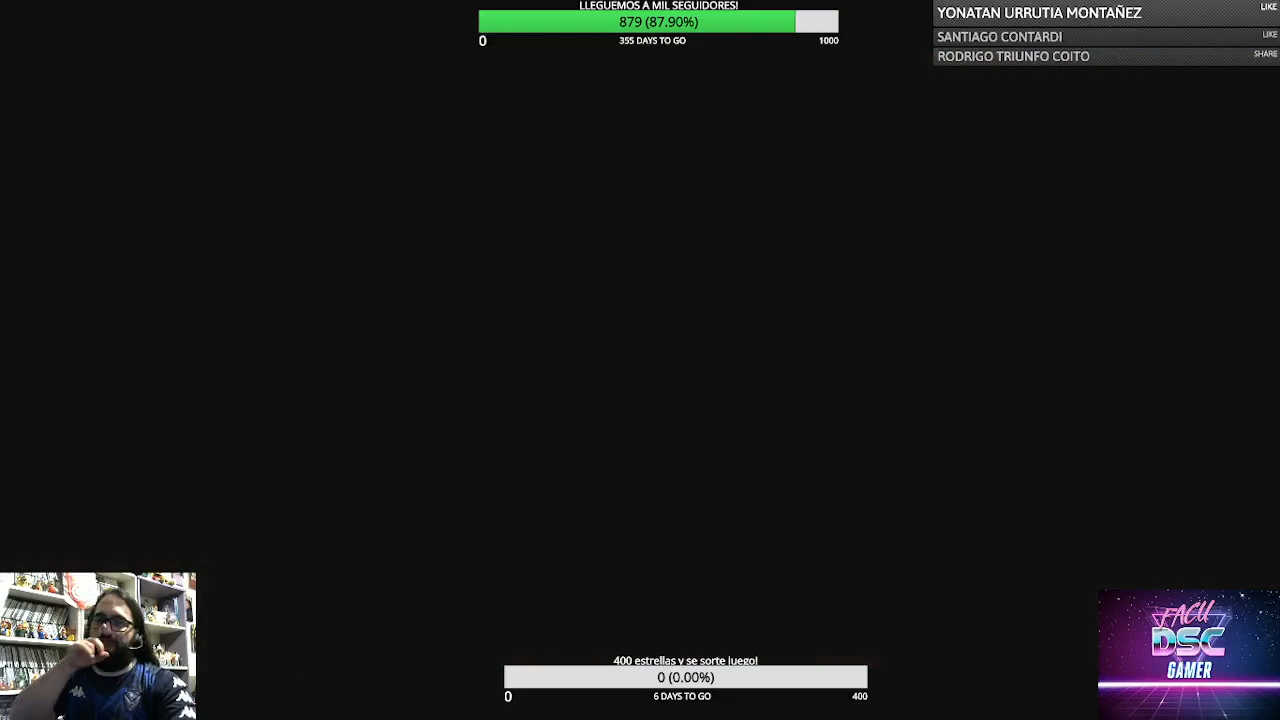 LLEGUEMOS A MIL SEGUIDORES!
879 (87.90%)
0
355 DAYS TO GO
1000
YONATAN URRUTIA MONTAÑEZ
LIKE
SANTIAGO CONTARDI
LIKE
RODRIGO TRIUNFO COITO
SHARE
400 estrellas y se sorte juego!
0 (0.00%)
0
6 DAYS TO GO
400
FACU
DSC
GAMER